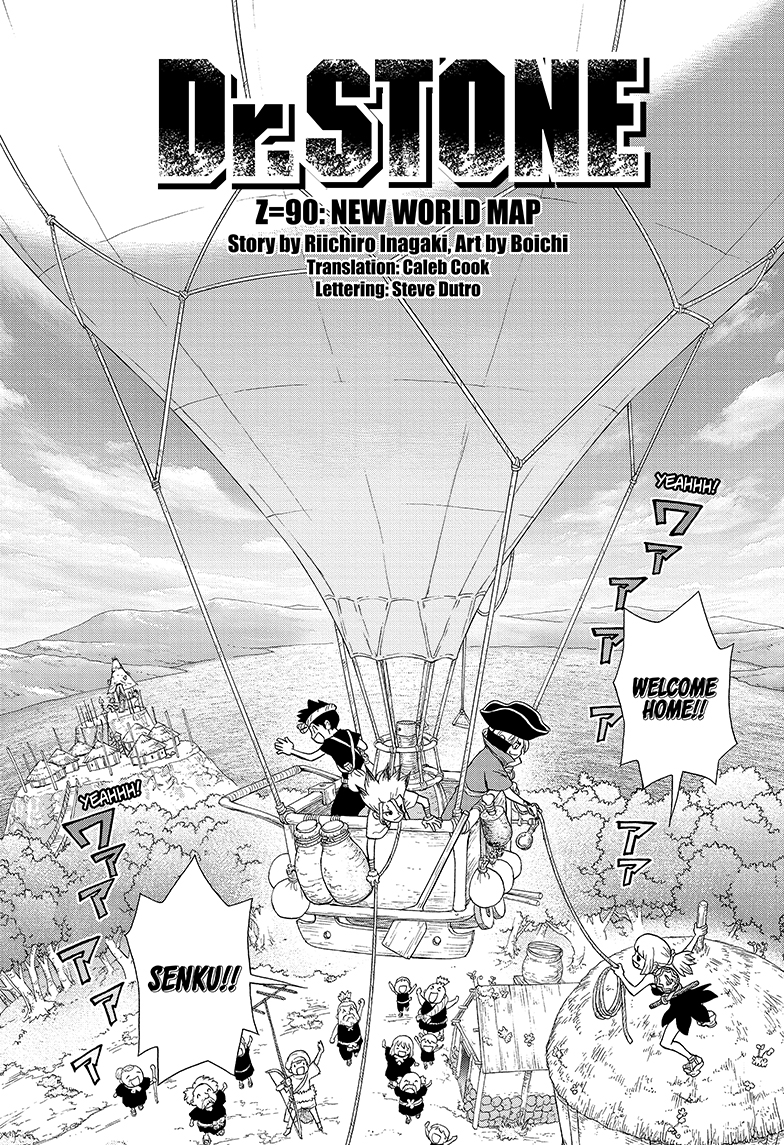 Dr.STONE
Z=90: NEW WORLD MAP
Story by Riichiro Inagaki, Art by Boichi
Translation: Caleb Cook
Lettering: Steve Dutro
YEAHHH!
ワァァァァァァ
WELCOME
HOME!!
YEAHHH!
ワァァァァァ
SENKU!!